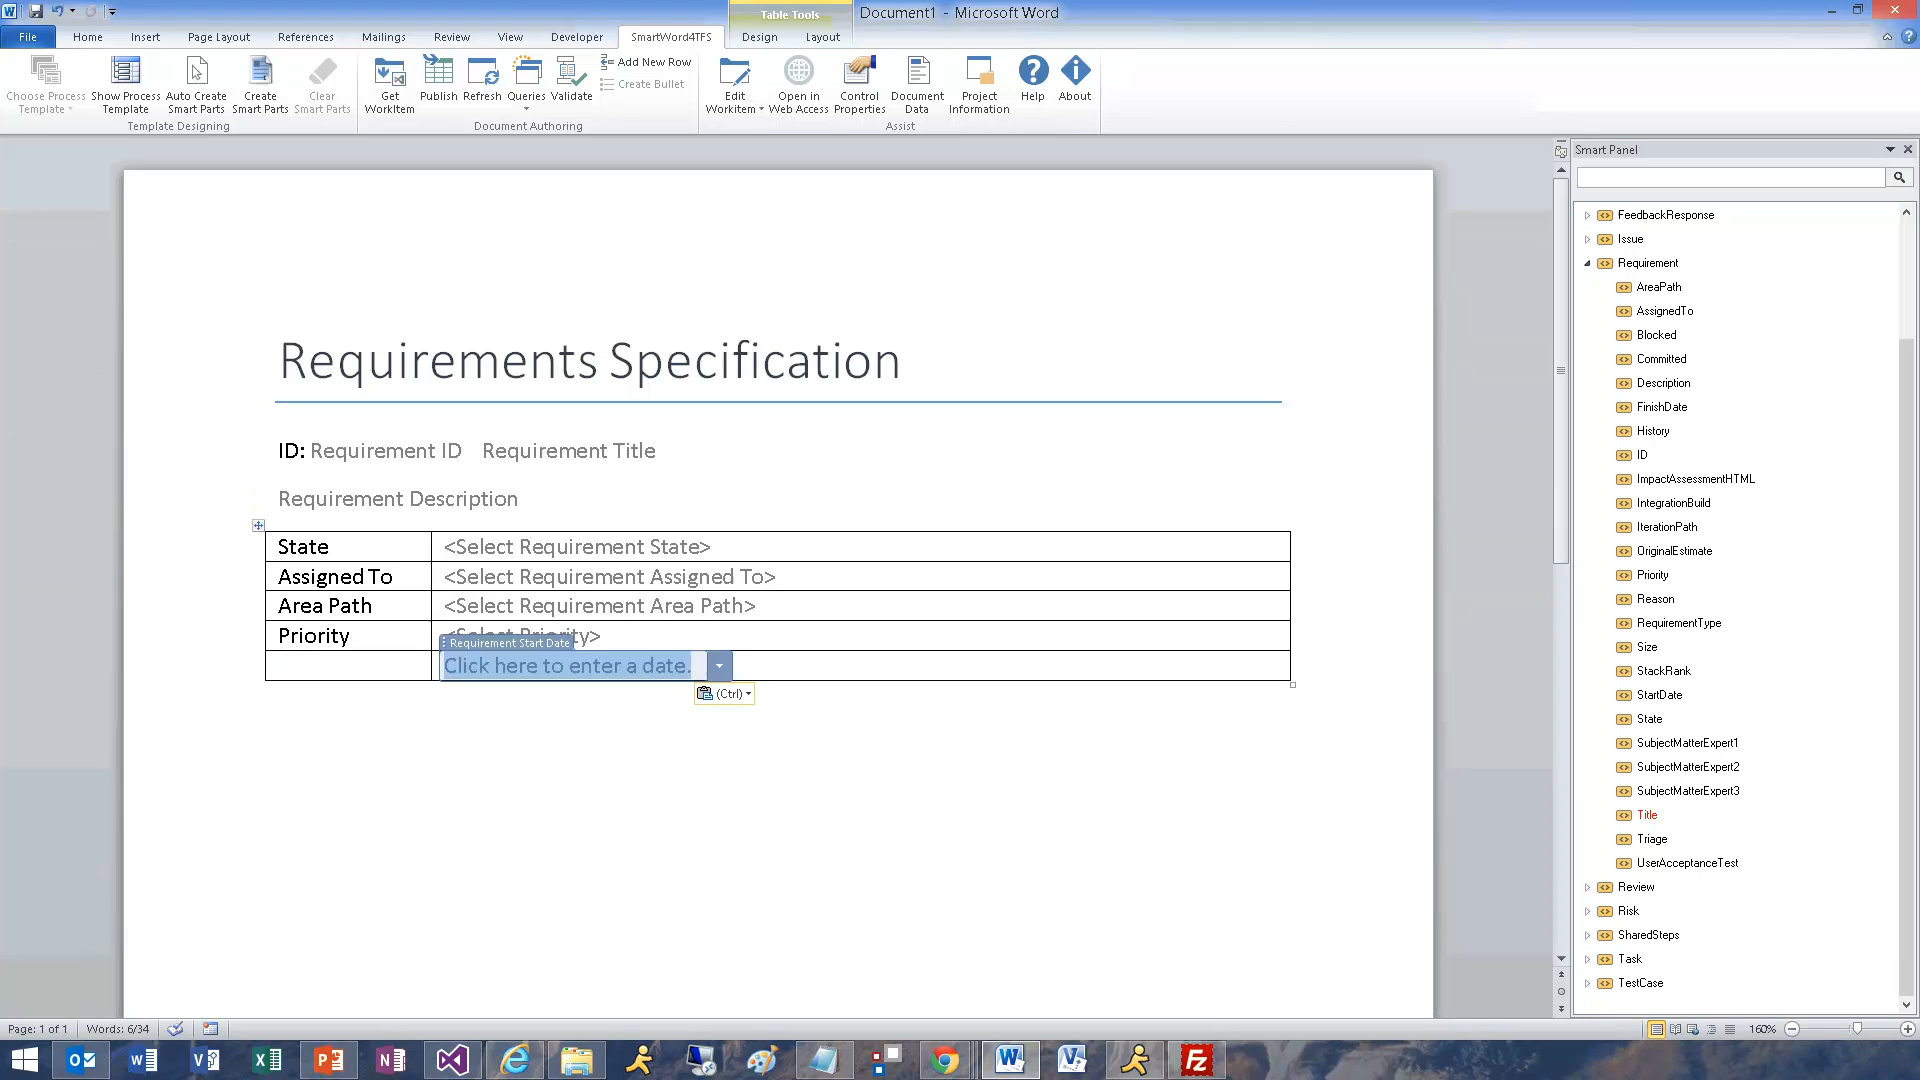 Table Tools
Document1 - Microsoft Word
File Home Insert Page Layout References Mailings Review View Developer SmartWord4TFS Design Layout
Choose Process Template
Show Process Template
Auto Create Smart Parts
Create Smart Parts
Clear Smart Parts
Template Designing
Get WorkItem
Publish
Refresh
Queries
Validate
Add New Row
Create Bullet
Document Authoring
Edit WorkItem
Open in Web Access
Control Properties
Document Data
Project Information
Help
About
Assist
Requirements Specification
ID: Requirement ID Requirement Title
Requirement Description
State <Select Requirement State>
Assigned To <Select Requirement Assigned To>
Area Path <Select Requirement Area Path>
Priority <Select Priority>
Requirement Start Date
Click here to enter a date.
(Ctrl)
Smart Panel
FeedbackResponse
Issue
Requirement
AreaPath
AssignedTo
Blocked
Committed
Description
FinishDate
History
ID
ImpactAssessmentHTML
IntegrationBuild
IterationPath
OriginalEstimate
Priority
Reason
RequirementType
Size
StackRank
StartDate
State
SubjectMatterExpert1
SubjectMatterExpert2
SubjectMatterExpert3
Title
Triage
UserAcceptanceTest
Review
Risk
SharedSteps
Task
TestCase
Page: 1 of 1 Words: 6/34 160%